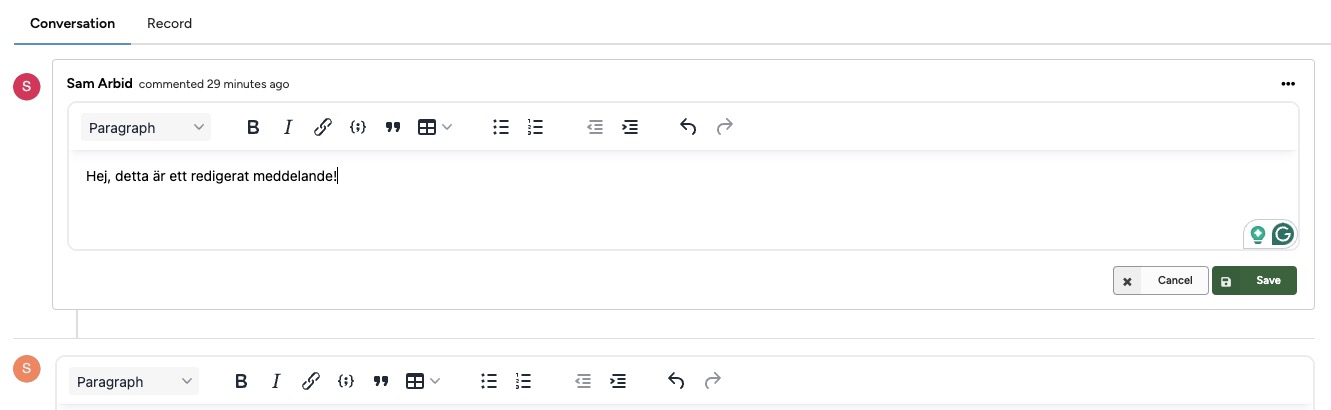 Conversation Record
S Sam Arbid commented 29 minutes ago
Paragraph B I
Hej, detta är ett redigerat meddelande!
G
Cancel Save
S
Paragraph B I